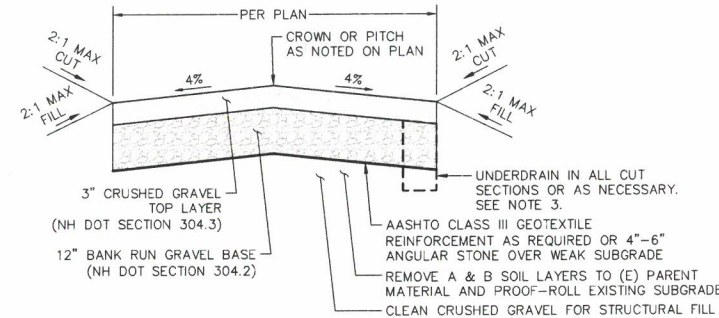 PER PLAN
CROWN OR PITCH
AS NOTED ON PLAN
2:1 MAX
CUT
2:1 MAX
FILL
4%
4%
2:1 MAX
CUT
2:1 MAX
FILL
3" CRUSHED GRAVEL
TOP LAYER
(NH DOT SECTION 304.3)
12" BANK RUN GRAVEL BASE
(NH DOT SECTION 304.2)
UNDERDRAIN IN ALL CUT
SECTIONS OR AS NECESSARY.
SEE NOTE 3.
AASHTO CLASS III GEOTEXTILE
REINFORCEMENT AS REQUIRED OR 4"-6"
ANGULAR STONE OVER WEAK SUBGRADE
REMOVE A & B SOIL LAYERS TO (E) PARENT
MATERIAL AND PROOF-ROLL EXISTING SUBGRADE
CLEAN CRUSHED GRAVEL FOR STRUCTURAL FILL